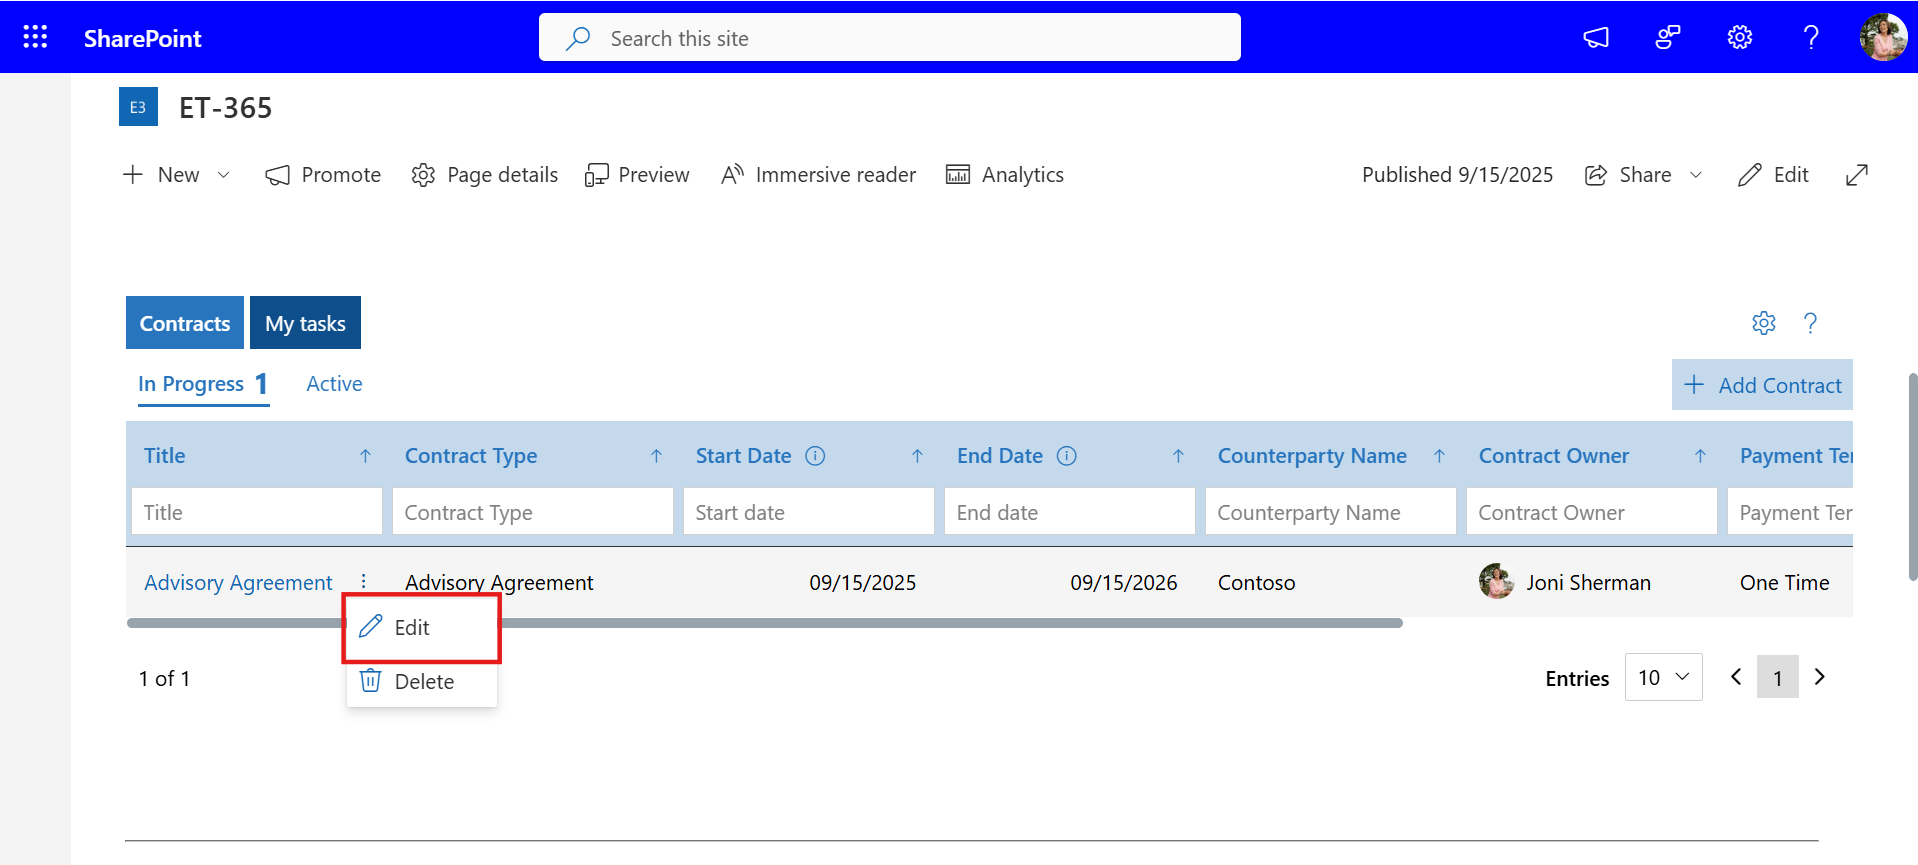 SharePoint
Search this site
E3
ET-365
New
Promote
Page details
Preview
Immersive reader
Analytics
Published 9/15/2025
Share
Edit
Contracts
My tasks
In Progress 1
Active
Add Contract
Title
Contract Type
Start Date
End Date
Counterparty Name
Contract Owner
Payment Ter
Title
Contract Type
Start date
End date
Counterparty Name
Contract Owner
Payment Ter
Advisory Agreement
Advisory Agreement
09/15/2025
09/15/2026
Contoso
Joni Sherman
One Time
Edit
Delete
1 of 1
Entries
10
1